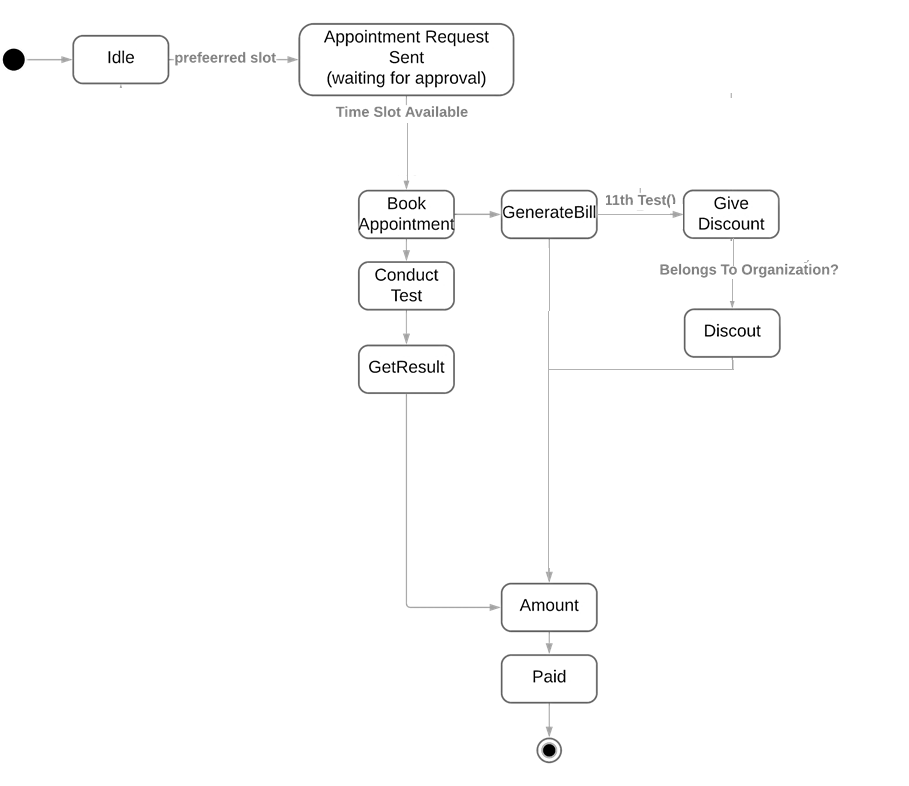 Idle
prefeerred slot
Appointment Request
Sent
(waiting for approval)
Time Slot Available
Book
Appointment
GenerateBill
11th Test()
Give
Discount
Belongs To Organization?
Conduct
Test
Discout
GetResult
Amount
Paid